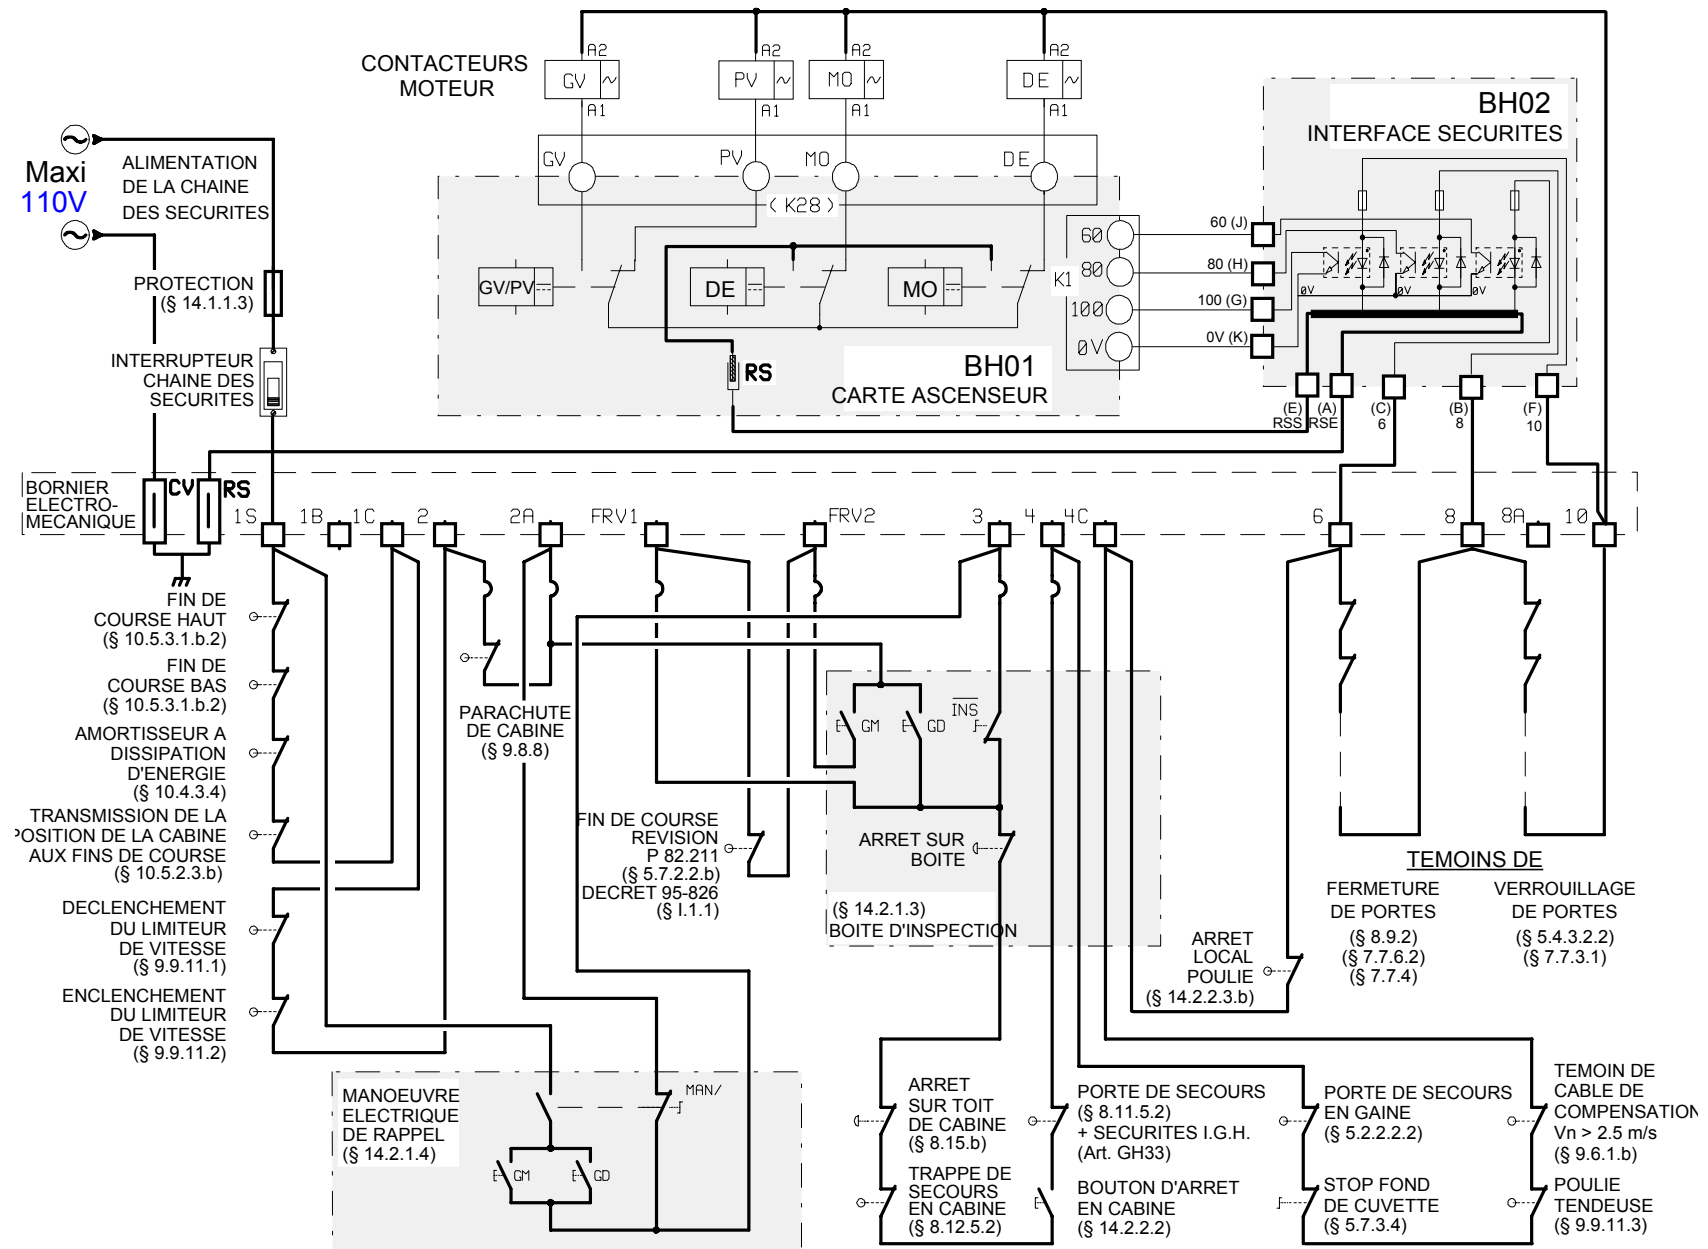 CONTACTEURS
MOTEUR
A2
GV
A1
A2
PV
A1
A2
MO
A1
A2
DE
A1
BH02
INTERFACE SECURITES
Maxi
110V
ALIMENTATION
DE LA CHAINE
DES SECURITES
GV
PV
MO
DE
( K28 )
PROTECTION
(§ 14.1.1.3)
GV/PV
DE
MO
K1
60
80
100
0V
60 (J)
80 (H)
100 (G)
0V (K)
0V
0V
0V
INTERRUPTEUR
CHAINE DES
SECURITES
RS
BH01
CARTE ASCENSEUR
(E)
RSS
(A)
RSE
(C)
6
(B)
8
(F)
10
BORNIER
ELECTRO-
MECANIQUE
CV
RS
1S
1B
1C
2
2A
FRV1
FRV2
3
4
4C
6
8
8A
10
FIN DE
COURSE HAUT
(§ 10.5.3.1.b.2)
FIN DE
COURSE BAS
(§ 10.5.3.1.b.2)
AMORTISSEUR A
DISSIPATION
D'ENERGIE
(§ 10.4.3.4)
TRANSMISSION DE LA
POSITION DE LA CABINE
AUX FINS DE COURSE
(§ 10.5.2.3.b)
DECLENCHEMENT
DU LIMITEUR
DE VITESSE
(§ 9.9.11.1)
ENCLENCHEMENT
DU LIMITEUR
DE VITESSE
(§ 9.9.11.2)
PARACHUTE
DE CABINE
(§ 9.8.8)
FIN DE COURSE
REVISION
P 82.211
(§ 5.7.2.2.b)
DECRET 95-826
(§ I.1.1)
GM
GD
INS
ARRET SUR
BOITE
(§ 14.2.1.3)
BOITE D'INSPECTION
TEMOINS DE
FERMETURE
DE PORTES
(§ 8.9.2)
(§ 7.7.6.2)
(§ 7.7.4)
VERROUILLAGE
DE PORTES
(§ 5.4.3.2.2)
(§ 7.7.3.1)
ARRET
LOCAL
POULIE
(§ 14.2.2.3.b)
MANOEUVRE
ELECTRIQUE
DE RAPPEL
(§ 14.2.1.4)
MAN/
GM
GD
ARRET
SUR TOIT
DE CABINE
(§ 8.15.b)
TRAPPE DE
SECOURS
EN CABINE
(§ 8.12.5.2)
PORTE DE SECOURS
(§ 8.11.5.2)
+ SECURITES I.G.H.
(Art. GH33)
BOUTON D'ARRET
EN CABINE
(§ 14.2.2.2)
PORTE DE SECOURS
EN GAINE
(§ 5.2.2.2.2)
STOP FOND
DE CUVETTE
(§ 5.7.3.4)
TEMOIN DE
CABLE DE
COMPENSATION
Vn > 2.5 m/s
(§ 9.6.1.b)
POULIE
TENDEUSE
(§ 9.9.11.3)